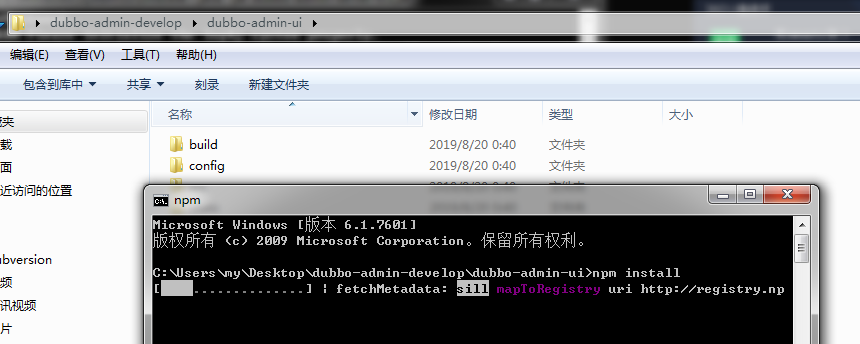 dubbo-admin-develop dubbo-admin-ui
编辑(E) 查看(V) 工具(T) 帮助(H)
包含到库中 共享 刻录 新建文件夹
名称 修改日期 类型 大小
build 2019/8/20 0:40 文件夹
config 2019/8/20 0:40 文件夹
夹
载
面
近访问的位置
ubversion
频
讯视频
片
npm
Microsoft Windows [版本 6.1.7601]
版权所有 (c) 2009 Microsoft Corporation。保留所有权利。
C:\Users\my\Desktop\dubbo-admin-develop\dubbo-admin-ui>npm install
[ ..............] | fetchMetadata: sill mapToRegistry uri http://registry.np